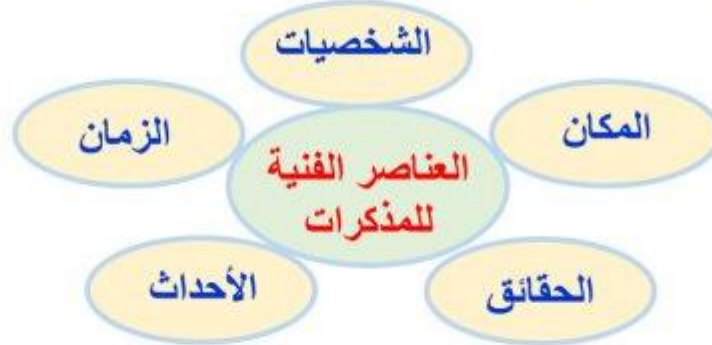 الشخصيات
المكان
الزمان
العناصر الفنية
للمذكرات
الحقائق
الأحداث